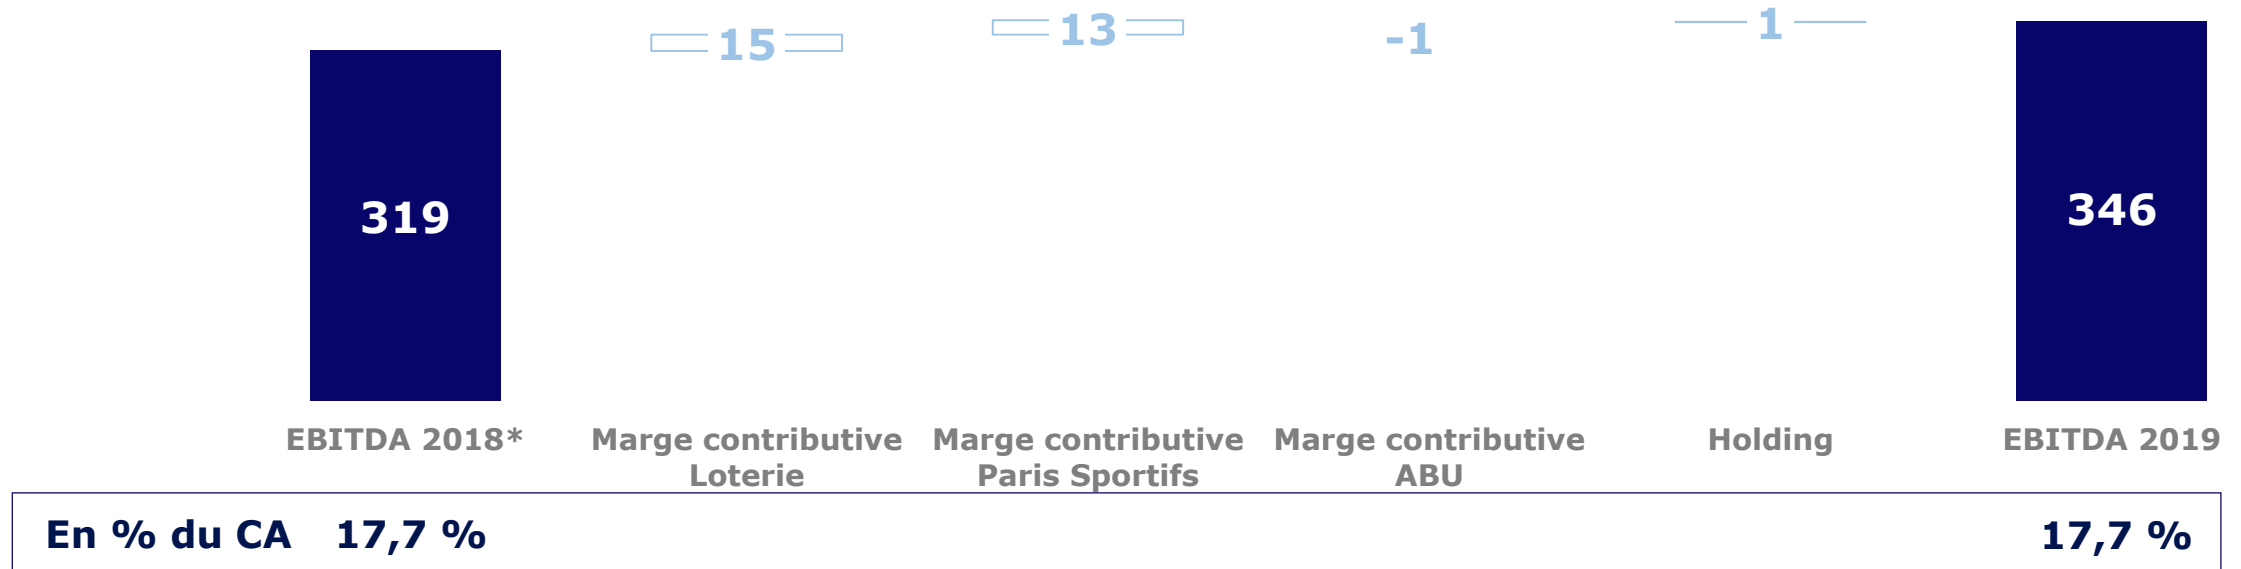 15
13
-1
1
319
346
EBITDA 2018*
Marge contributive
Loterie
Marge contributive
Paris Sportifs
Marge contributive
ABU
Holding
EBITDA 2019
En % du CA 17,7 % 17,7 %